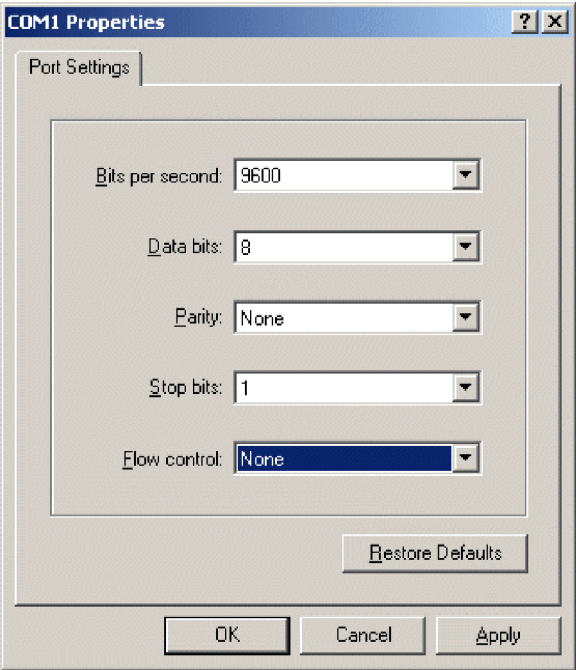 COM1 Properties
Port Settings
Bits per second: 9600
Data bits: 8
Parity: None
Stop bits: 1
Flow control: None
Restore Defaults
OK Cancel Apply